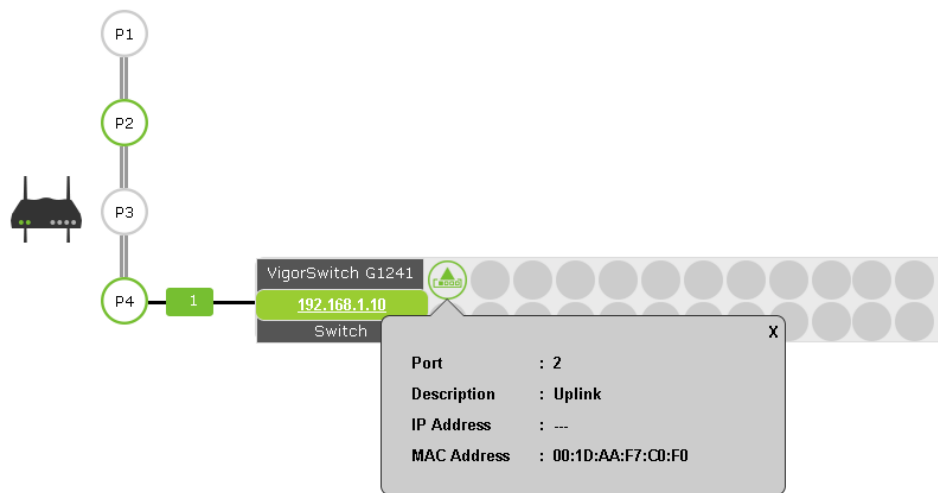 P1
P2
P3
P4
1
VigorSwitch G1241
192.168.1.10
Switch
X
Port : 2
Description : Uplink
IP Address : ---
MAC Address : 00:1D:AA:F7:C0:F0